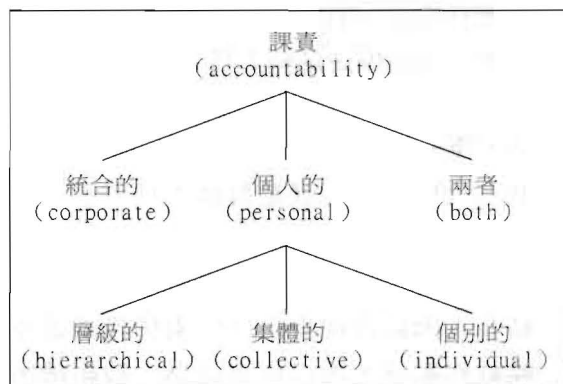 課責
(accountability)
統合的 個人的 兩者
(corporate) (personal) (both)
層級的 集體的 個別的
(hierarchical) (collective) (individual)